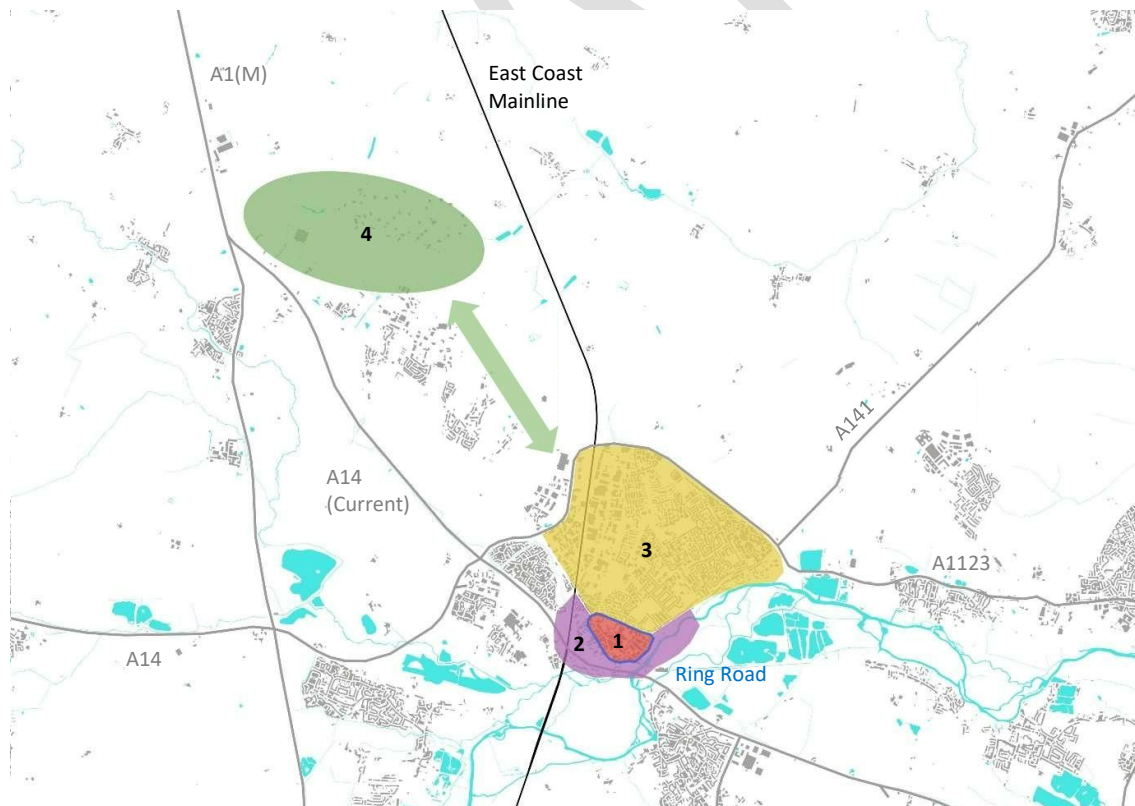 A1(M)
East Coast
Mainline
4
A141
A14
(Current)
3
A1123
2
1
A14
Ring Road